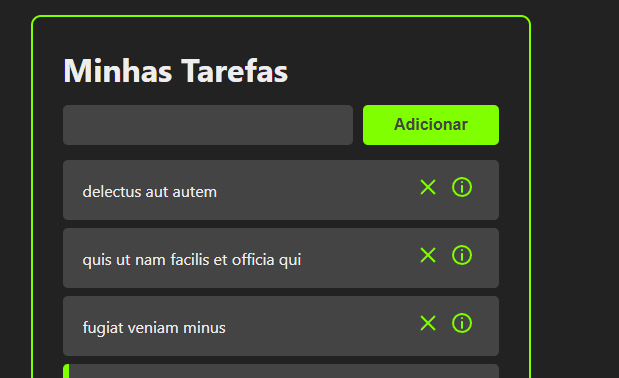 Minhas Tarefas
Adicionar
delectus aut autem
quis ut nam facilis et officia qui
fugiat veniam minus